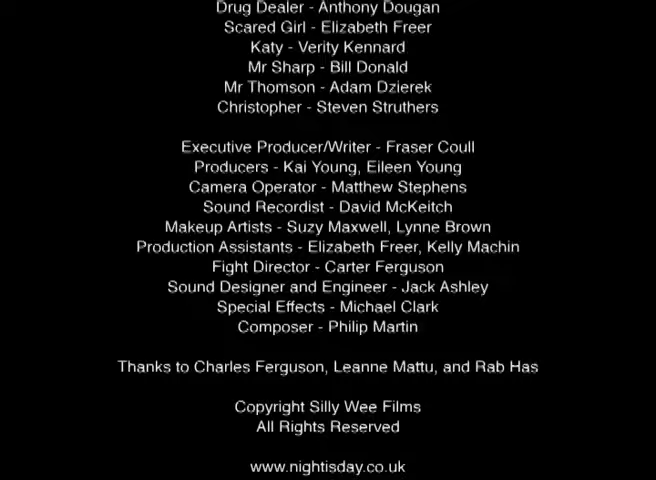 Drug Dealer - Anthony Dougan
Scared Girl - Elizabeth Freer
Katy - Verity Kennard
Mr Sharp - Bill Donald
Mr Thomson - Adam Dzierek
Christopher - Steven Struthers
Executive Producer/Writer - Fraser Coull
Producers - Kai Young, Eileen Young
Camera Operator - Matthew Stephens
Sound Recordist - David McKeitch
Makeup Artists - Suzy Maxwell, Lynne Brown
Production Assistants - Elizabeth Freer, Kelly Machin
Fight Director - Carter Ferguson
Sound Designer and Engineer - Jack Ashley
Special Effects - Michael Clark
Composer - Philip Martin
Thanks to Charles Ferguson, Leanne Mattu, and Rab Has
Copyright Silly Wee Films
All Rights Reserved
www.nightisday.co.uk